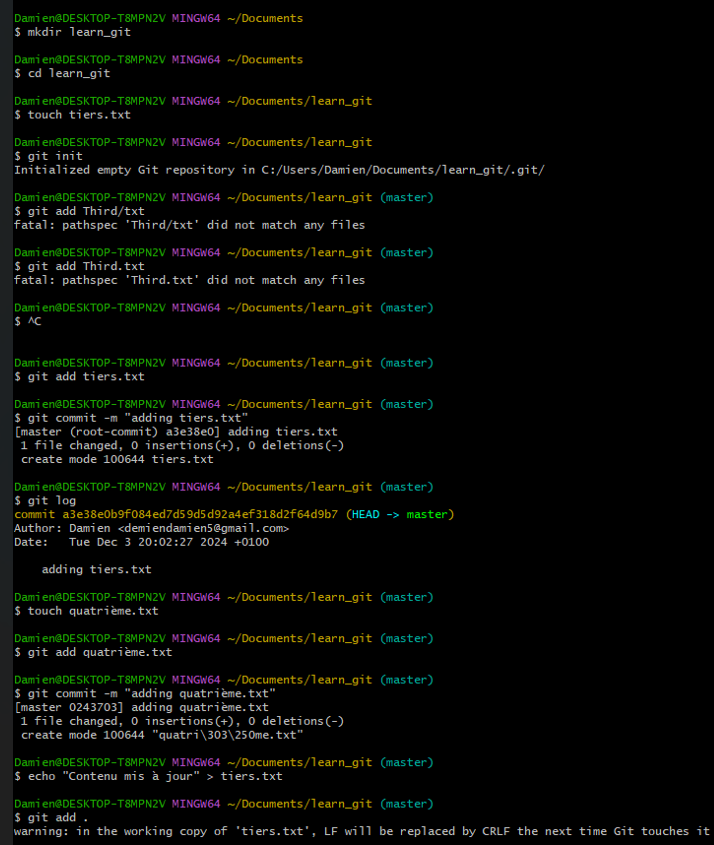 Damien@DESKTOP-T8MPN2V MINGW64 ~/Documents
$ mkdir learn_git
Damien@DESKTOP-T8MPN2V MINGW64 ~/Documents
$ cd learn_git
Damien@DESKTOP-T8MPN2V MINGW64 ~/Documents/learn_git
$ touch tiers.txt
Damien@DESKTOP-T8MPN2V MINGW64 ~/Documents/learn_git
$ git init
Initialized empty Git repository in C:/Users/Damien/Documents/learn_git/.git/
Damien@DESKTOP-T8MPN2V MINGW64 ~/Documents/learn_git (master)
$ git add Third/txt
fatal: pathspec 'Third/txt' did not match any files
Damien@DESKTOP-T8MPN2V MINGW64 ~/Documents/learn_git (master)
$ git add Third.txt
fatal: pathspec 'Third.txt' did not match any files
Damien@DESKTOP-T8MPN2V MINGW64 ~/Documents/learn_git (master)
$ ^C
Damien@DESKTOP-T8MPN2V MINGW64 ~/Documents/learn_git (master)
$ git add tiers.txt
Damien@DESKTOP-T8MPN2V MINGW64 ~/Documents/learn_git (master)
$ git commit -m "adding tiers.txt"
[master (root-commit) a3e38e0] adding tiers.txt
1 file changed, 0 insertions(+), 0 deletions(-)
create mode 100644 tiers.txt
Damien@DESKTOP-T8MPN2V MINGW64 ~/Documents/learn_git (master)
$ git log
commit a3e38e0b9f084ed7d59d5d92a4ef318d2f64d9b7 (HEAD -> master)
Author: Damien <demiendamien5@gmail.com>
Date:   Tue Dec 3 20:02:27 2024 +0100
adding tiers.txt
Damien@DESKTOP-T8MPN2V MINGW64 ~/Documents/learn_git (master)
$ touch quatrième.txt
Damien@DESKTOP-T8MPN2V MINGW64 ~/Documents/learn_git (master)
$ git add quatrième.txt
Damien@DESKTOP-T8MPN2V MINGW64 ~/Documents/learn_git (master)
$ git commit -m "adding quatrième.txt"
[master 0243703] adding quatrième.txt
1 file changed, 0 insertions(+), 0 deletions(-)
create mode 100644 "quatri\303\250me.txt"
Damien@DESKTOP-T8MPN2V MINGW64 ~/Documents/learn_git (master)
$ echo "Contenu mis à jour" > tiers.txt
Damien@DESKTOP-T8MPN2V MINGW64 ~/Documents/learn_git (master)
$ git add .
warning: in the working copy of 'tiers.txt', LF will be replaced by CRLF the next time Git touches it